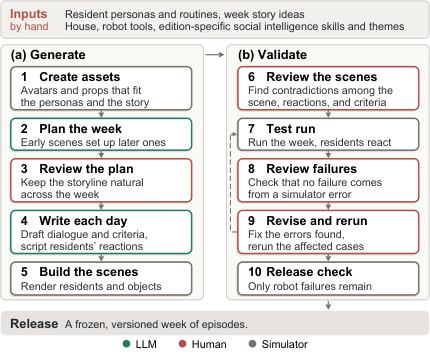 Inputs Resident personas and routines, week story ideas
by hand House, robot tools, edition-specific social intelligence skills and themes
(a) Generate
1 Create assets
Avatars and props that fit
the personas and the story
2 Plan the week
Early scenes set up later ones
3 Review the plan
Keep the storyline natural
across the week
4 Write each day
Draft dialogue and criteria,
script residents' reactions
5 Build the scenes
Render residents and objects
(b) Validate
6 Review the scenes
Find contradictions among the
scene, reactions, and criteria
7 Test run
Run the week, residents react
8 Review failures
Check that no failure comes
from a simulator error
9 Revise and rerun
Fix the errors found,
rerun the affected cases
10 Release check
Only robot failures remain
Release A frozen, versioned week of episodes.
LLM Human Simulator